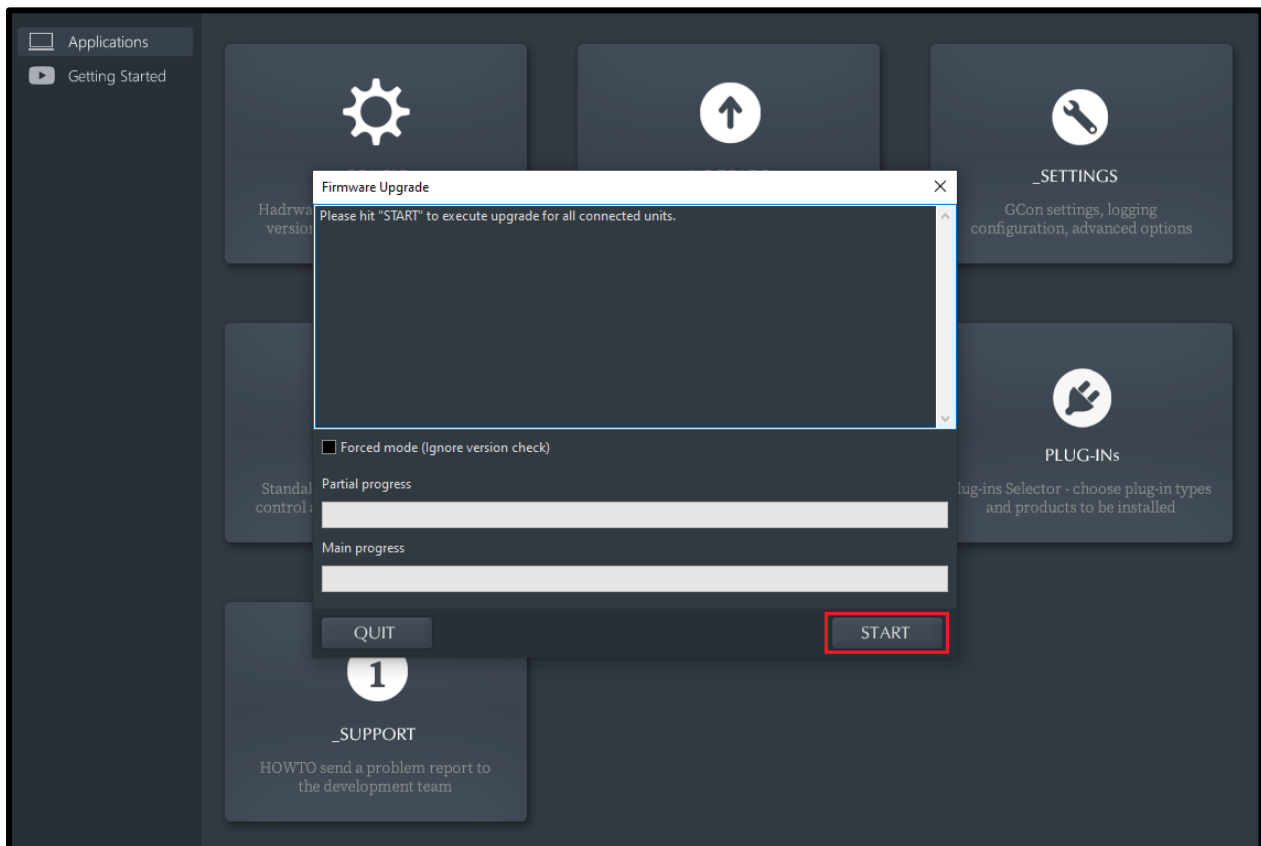 Applications
Getting Started
Firmware Upgrade
Please hit "START" to execute upgrade for all connected units.
Forced mode (Ignore version check)
Partial progress
Main progress
QUIT
START
_SETTINGS
GCon settings, logging
configuration, advanced options
Hadrwa
version
Standal
control
PLUG-INs
lug-ins Selector - choose plug-in types
and products to be installed
1
_SUPPORT
HOWTO send a problem report to
the development team